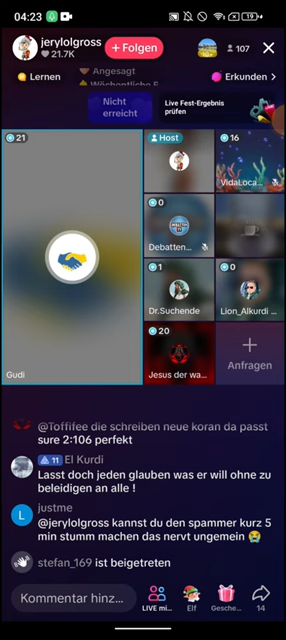 04:23
19
jerylolgross
21.7K
+ Folgen
107
Lernen
Angesagt
Erkunden >
Nicht
erreicht
Live Fest-Ergebnis
prüfen
21
Host
16
VidaLoca...
0
Debatten...
Gudi
1
Dr.Suchende
0
Lion_Alkurdi ...
20
Jesus der wa...
Anfragen
@Toffifee die schreiben neue koran da passt
sure 2:106 perfekt
11 El Kurdi
Lasst doch jeden glauben was er will ohne zu
beleidigen an alle !
L
justme
@jerylolgross kannst du den spammer kurz 5
min stumm machen das nervt ungemein 😭
stefan_169 ist beigetreten
Kommentar hinz...
LIVE mi...
Elf
Gesche...
14